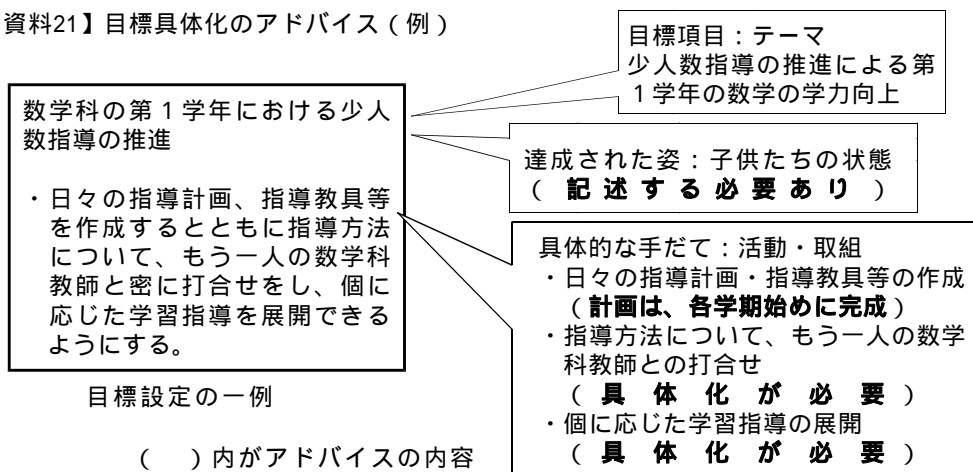 資料21】目標具体化のアドバイス(例)
目標項目:テーマ
少人数指導の推進による第
1学年の数学の学力向上
数学科の第1学年における少人
数指導の推進
・日々の指導計画、指導教具等
を作成するとともに指導方法
について、もう一人の数学科
教師と密に打合せをし、個に
応じた学習指導を展開できる
ようにする。
達成された姿:子供たちの状態
(記述する必要あり)
具体的な手だて:活動・取組
・日々の指導計画・指導教具等の作成
(計画は、各学期始めに完成)
・指導方法について、もう一人の数学
科教師との打合せ
(具体化が必要)
・個に応じた学習指導の展開
(具体化が必要)
目標設定の一例
( )内がアドバイスの内容